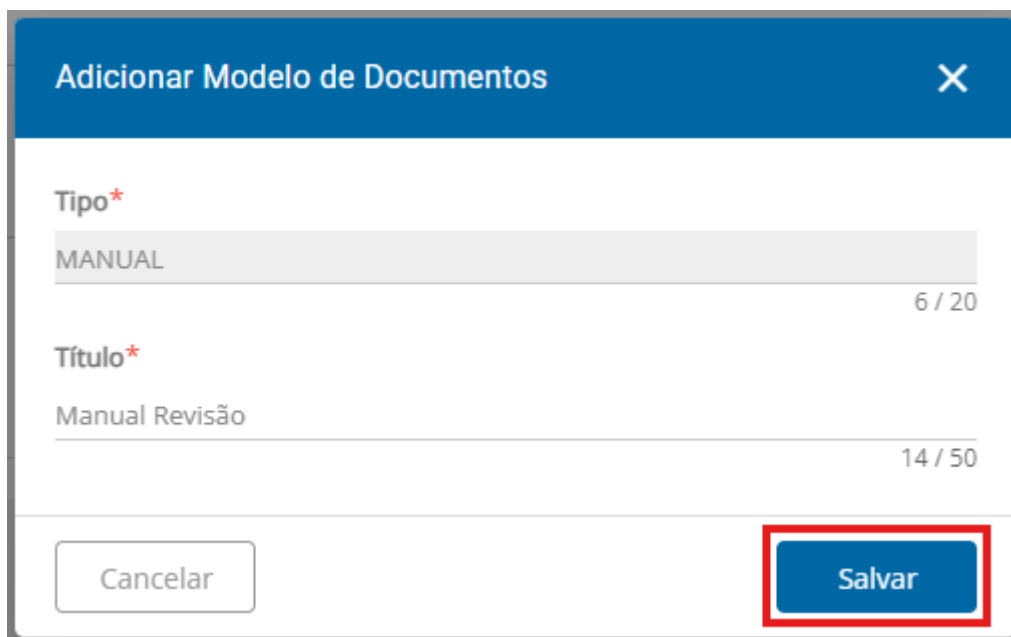 Adicionar Modelo de Documentos
Tipo*
MANUAL
6 / 20
Título*
Manual Revisão
14 / 50
Cancelar
Salvar